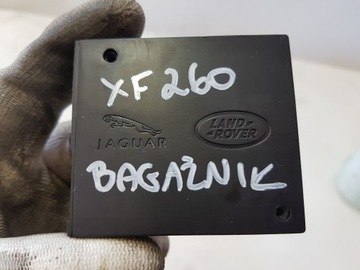 XF 260
JAGUAR
LAND ROVER
BAGAŻNIK